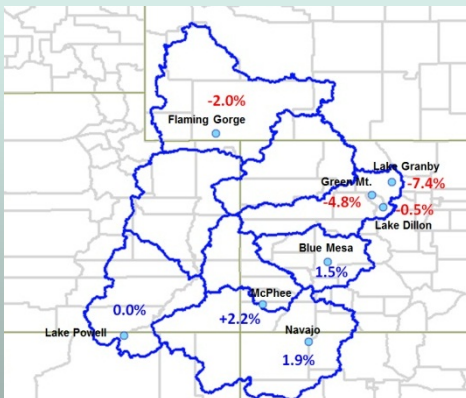 -2.0%
Flaming Gorge
Lake Granby
Green Mt.
-7.4%
-4.8%
-0.5%
Lake Dillon
Blue Mesa
1.5%
McPhee
0.0%
+2.2%
Lake Powell
Navajo
1.9%